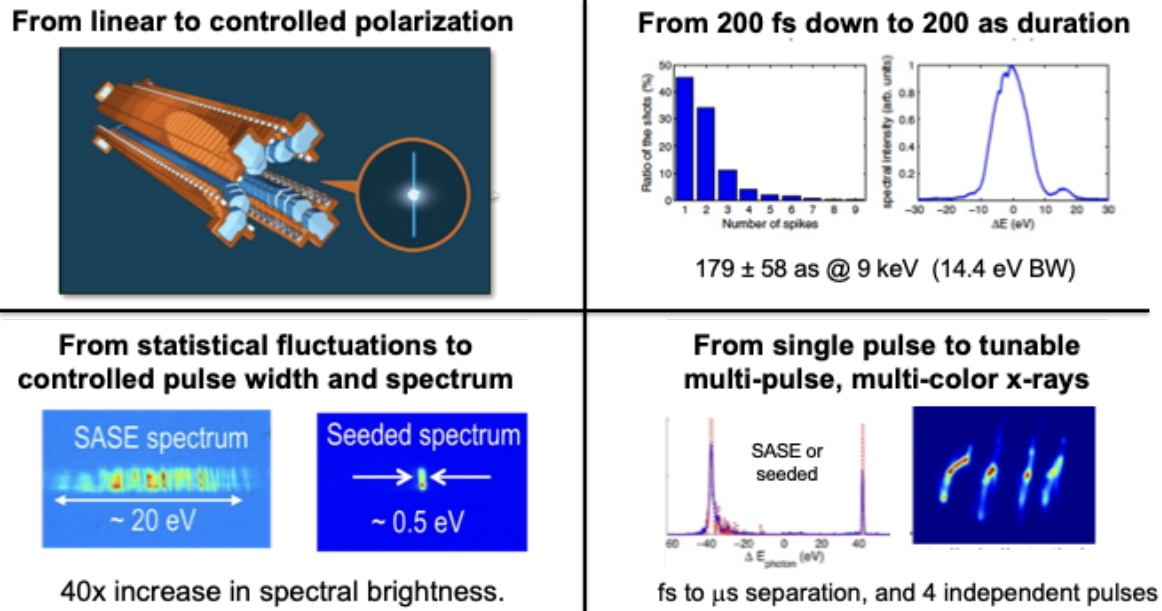 From linear to controlled polarization
From 200 fs down to 200 as duration
Ratio of the shots (%)
50
40
30
20
10
0
1 2 3 4 5 6 7 8 9
Number of spikes
spectral intensity (arb. units)
1
0.8
0.6
0.4
0.2
−30 −20 −10 0 10 20 30
ΔE (eV)
179 ± 58 as @ 9 keV (14.4 eV BW)
From statistical fluctuations to
controlled pulse width and spectrum
SASE spectrum
~ 20 eV
Seeded spectrum
~ 0.5 eV
40x increase in spectral brightness.
From single pulse to tunable
multi-pulse, multi-color x-rays
SASE or
seeded
60 −40 −20 0 20 40
Δ E photon (eV)
fs to μs separation, and 4 independent pulses